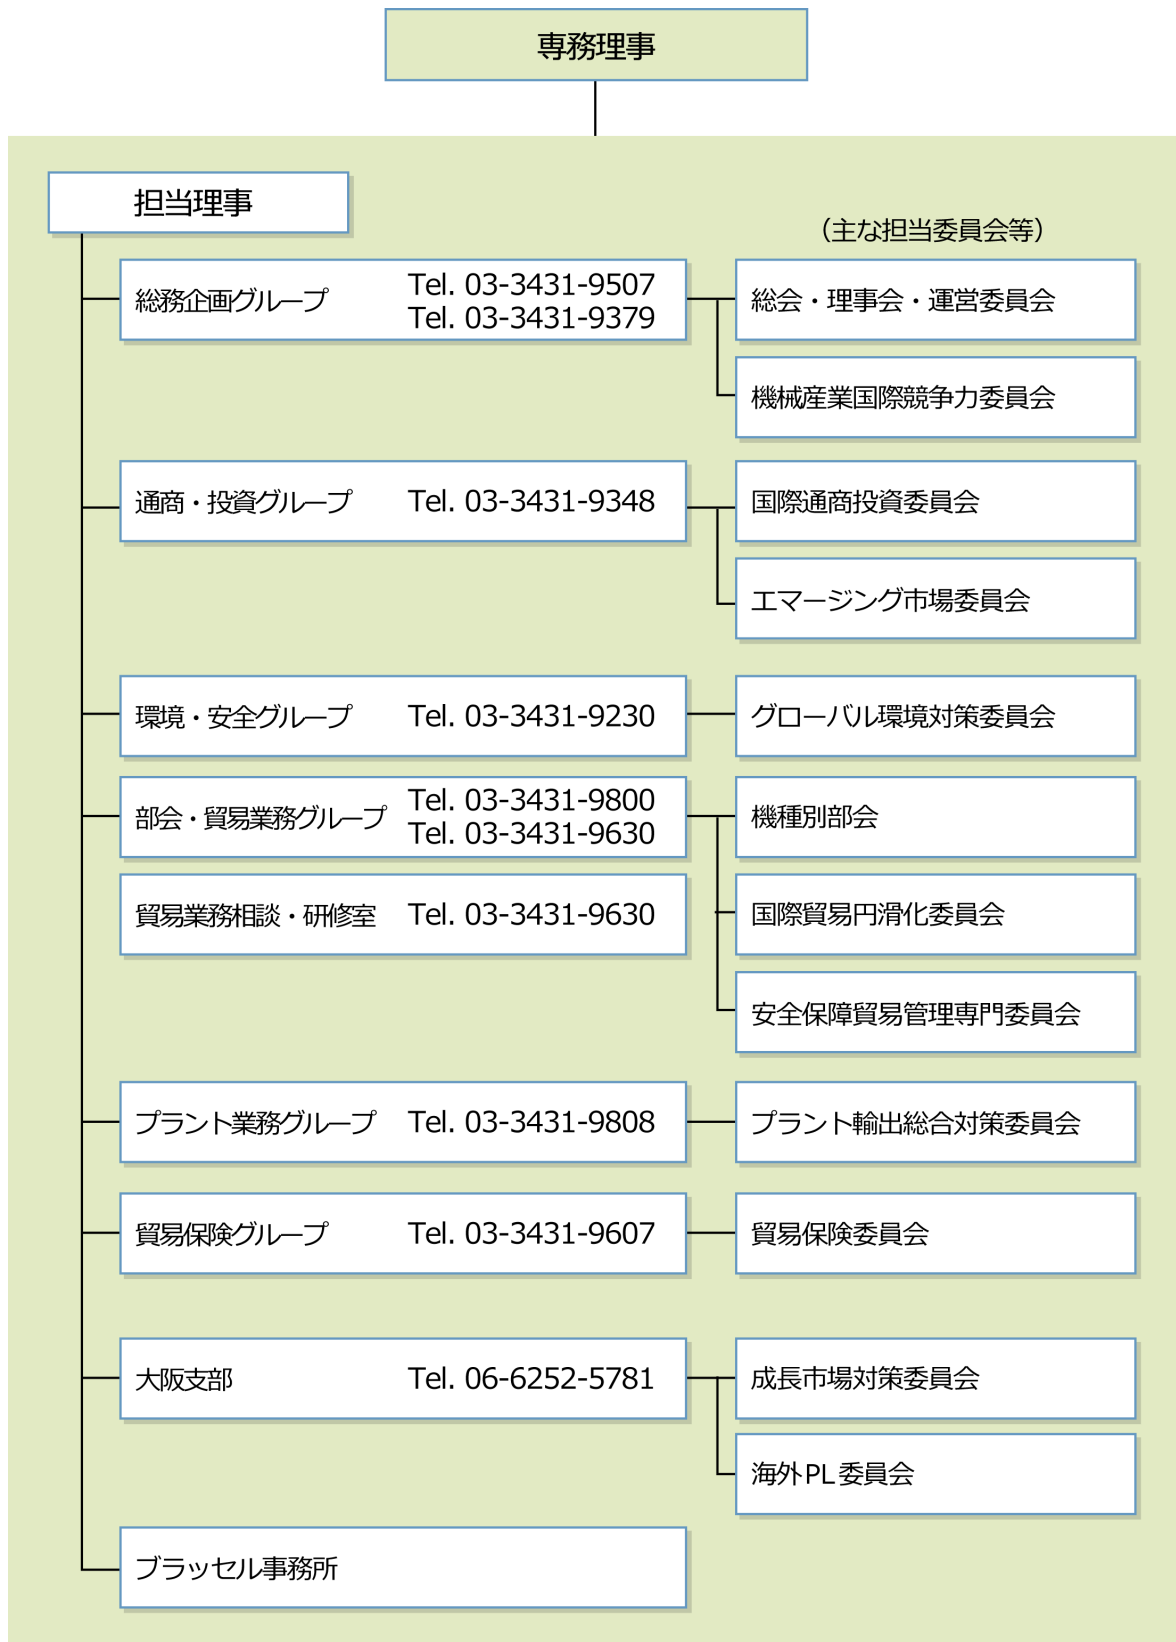 専務理事
担当理事
（主な担当委員会等）
総務企画グループ
Tel. 03-3431-9507
Tel. 03-3431-9379
総会・理事会・運営委員会
機械産業国際競争力委員会
通商・投資グループ Tel. 03-3431-9348
国際通商投資委員会
エマージング市場委員会
環境・安全グループ Tel. 03-3431-9230
グローバル環境対策委員会
部会・貿易業務グループ
Tel. 03-3431-9800
Tel. 03-3431-9630
機種別部会
貿易業務相談・研修室 Tel. 03-3431-9630
国際貿易円滑化委員会
安全保障貿易管理専門委員会
プラント業務グループ Tel. 03-3431-9808
プラント輸出総合対策委員会
貿易保険グループ Tel. 03-3431-9607
貿易保険委員会
大阪支部 Tel. 06-6252-5781
成長市場対策委員会
海外PL委員会
ブラッセル事務所